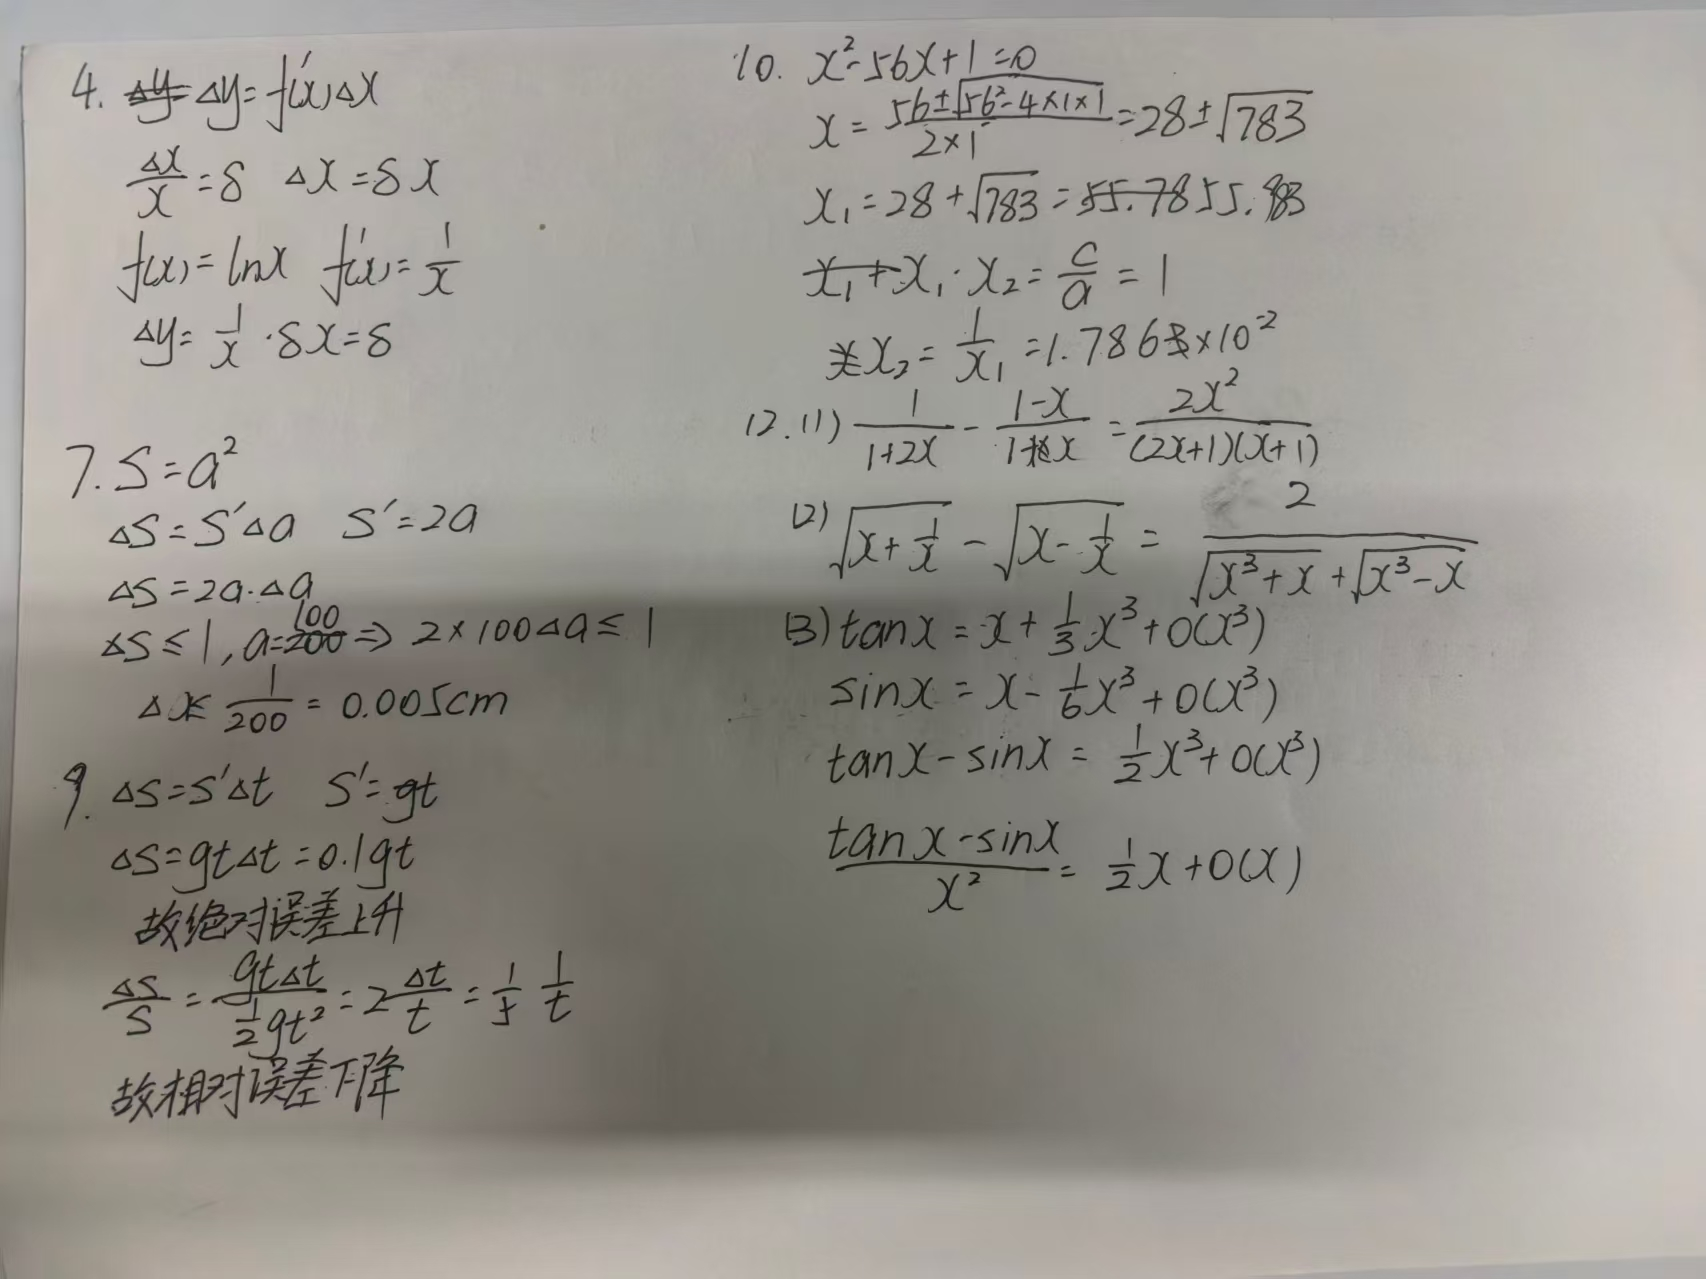 4. Δy = f'(x)Δx
Δx/x = δ Δx = δx
f(x) = lnx f'(x) = 1/x
Δy = 1/x · δx = δ
7. S = a²
ΔS = S'Δa S' = 2a
ΔS = 2a·Δa
ΔS ≤ 1, a = 100 ⇒ 2×100Δa ≤ 1
Δx ≤ 1/200 = 0.005cm
9. ΔS = S'Δt S' = gt
ΔS = gtΔt = 0.1gt
故绝对误差上升
ΔS/S = gtΔt/(1/2 gt²) = 2 Δt/t = 1/5 1/t
故相对误差下降
10. x² - 56x + 1 = 0
x = (56 ± √(56² - 4×1×1))/(2×1) = 28 ± √783
x₁ = 28 + √783 = 55.983
x₁ · x₂ = c/a = 1
x₂ = 1/x₁ = 1.786×10⁻²
12. (1) 1/(1+2x) - (1-x)/(1+x) = 2x²/((2x+1)(x+1))
(2) √(x + 1/x) - √(x - 1/x) = 2/(√(x³+x) + √(x³-x))
(3) tanx = x + 1/3 x³ + o(x³)
sinx = x - 1/6 x³ + o(x³)
tanx - sinx = 1/2 x³ + o(x³)
(tanx - sinx)/x² = 1/2 x + o(x)